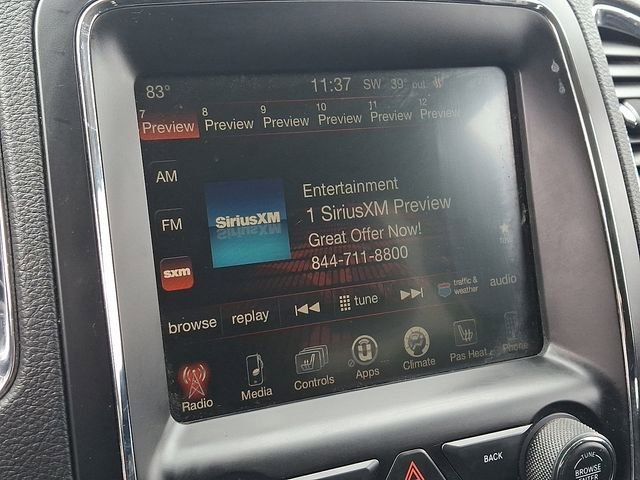 83° 11:37 SW 39° out
7 8 9 10 11 12
Preview Preview Preview Preview Preview Preview
AM
FM
sxm
SiriusXM
Entertainment
1 SiriusXM Preview
Great Offer Now!
844-711-8800
browse replay tune traffic & weather audio
Radio Media Controls Apps Climate Pas Heat Phone
BACK
TUNE
BROWSE
ENTER